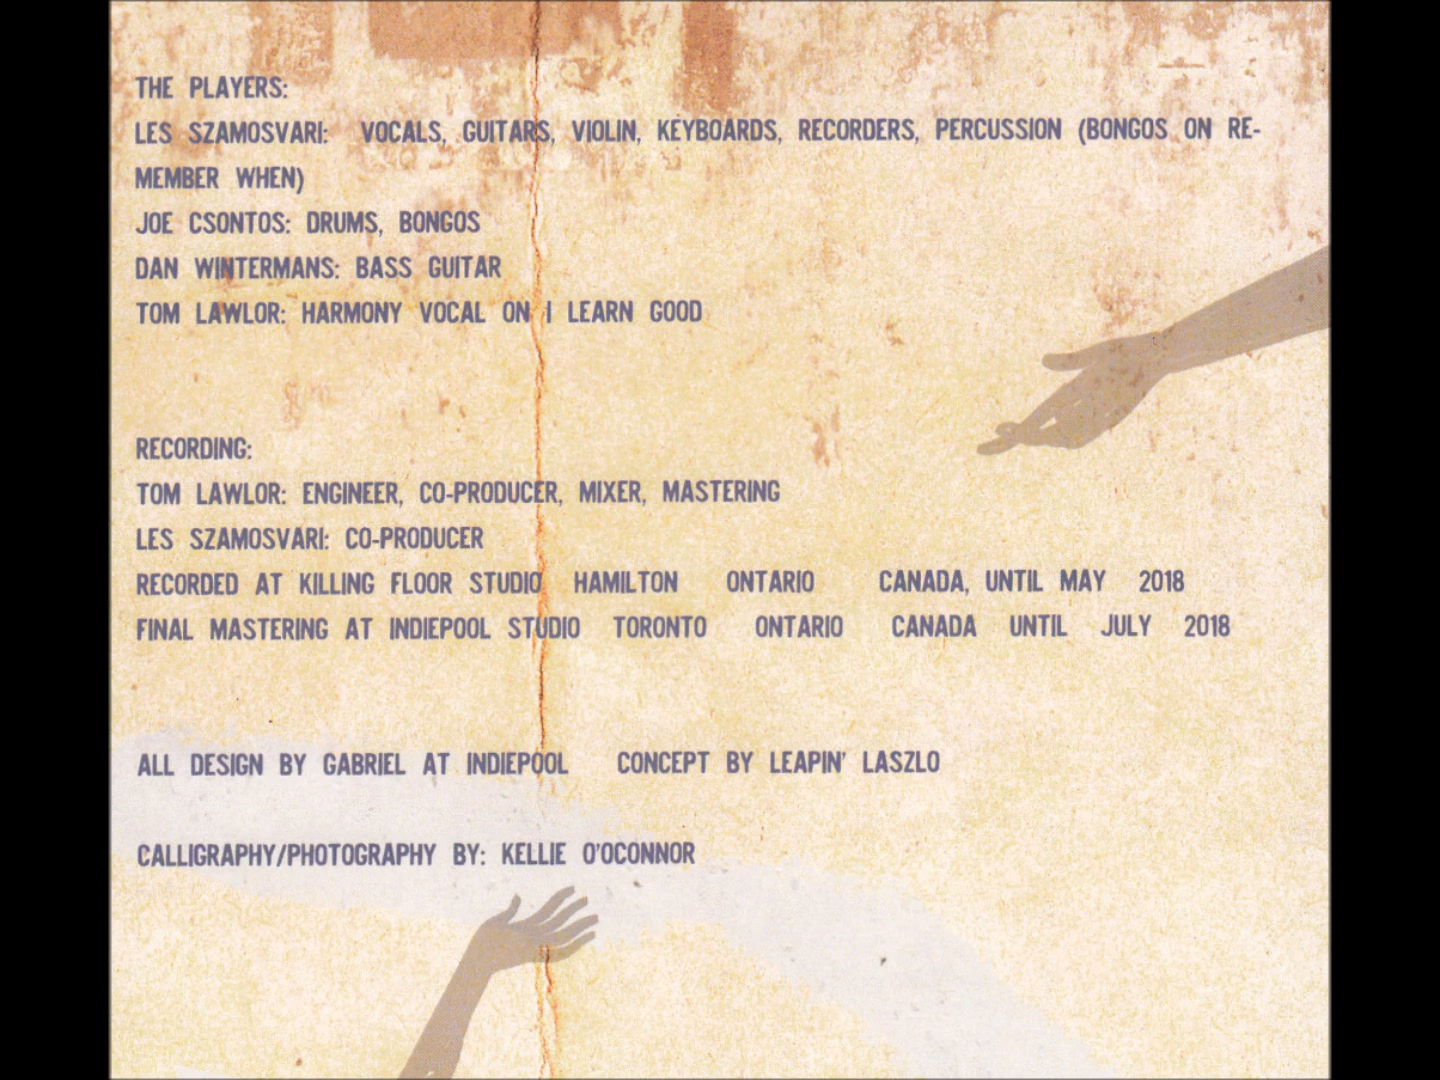 THE PLAYERS:
LES SZAMOSVARI: VOCALS, GUITARS, VIOLIN, KEYBOARDS, RECORDERS, PERCUSSION (BONGOS ON RE-
MEMBER WHEN)
JOE CSONTOS: DRUMS, BONGOS
DAN WINTERMANS: BASS GUITAR
TOM LAWLOR: HARMONY VOCAL ON I LEARN GOOD
RECORDING:
TOM LAWLOR: ENGINEER, CO-PRODUCER, MIXER, MASTERING
LES SZAMOSVARI: CO-PRODUCER
RECORDED AT KILLING FLOOR STUDIO HAMILTON ONTARIO CANADA, UNTIL MAY 2018
FINAL MASTERING AT INDIEPOOL STUDIO TORONTO ONTARIO CANADA UNTIL JULY 2018
ALL DESIGN BY GABRIEL AT INDIEPOOL CONCEPT BY LEAPIN' LASZLO
CALLIGRAPHY/PHOTOGRAPHY BY: KELLIE O'OCONNOR